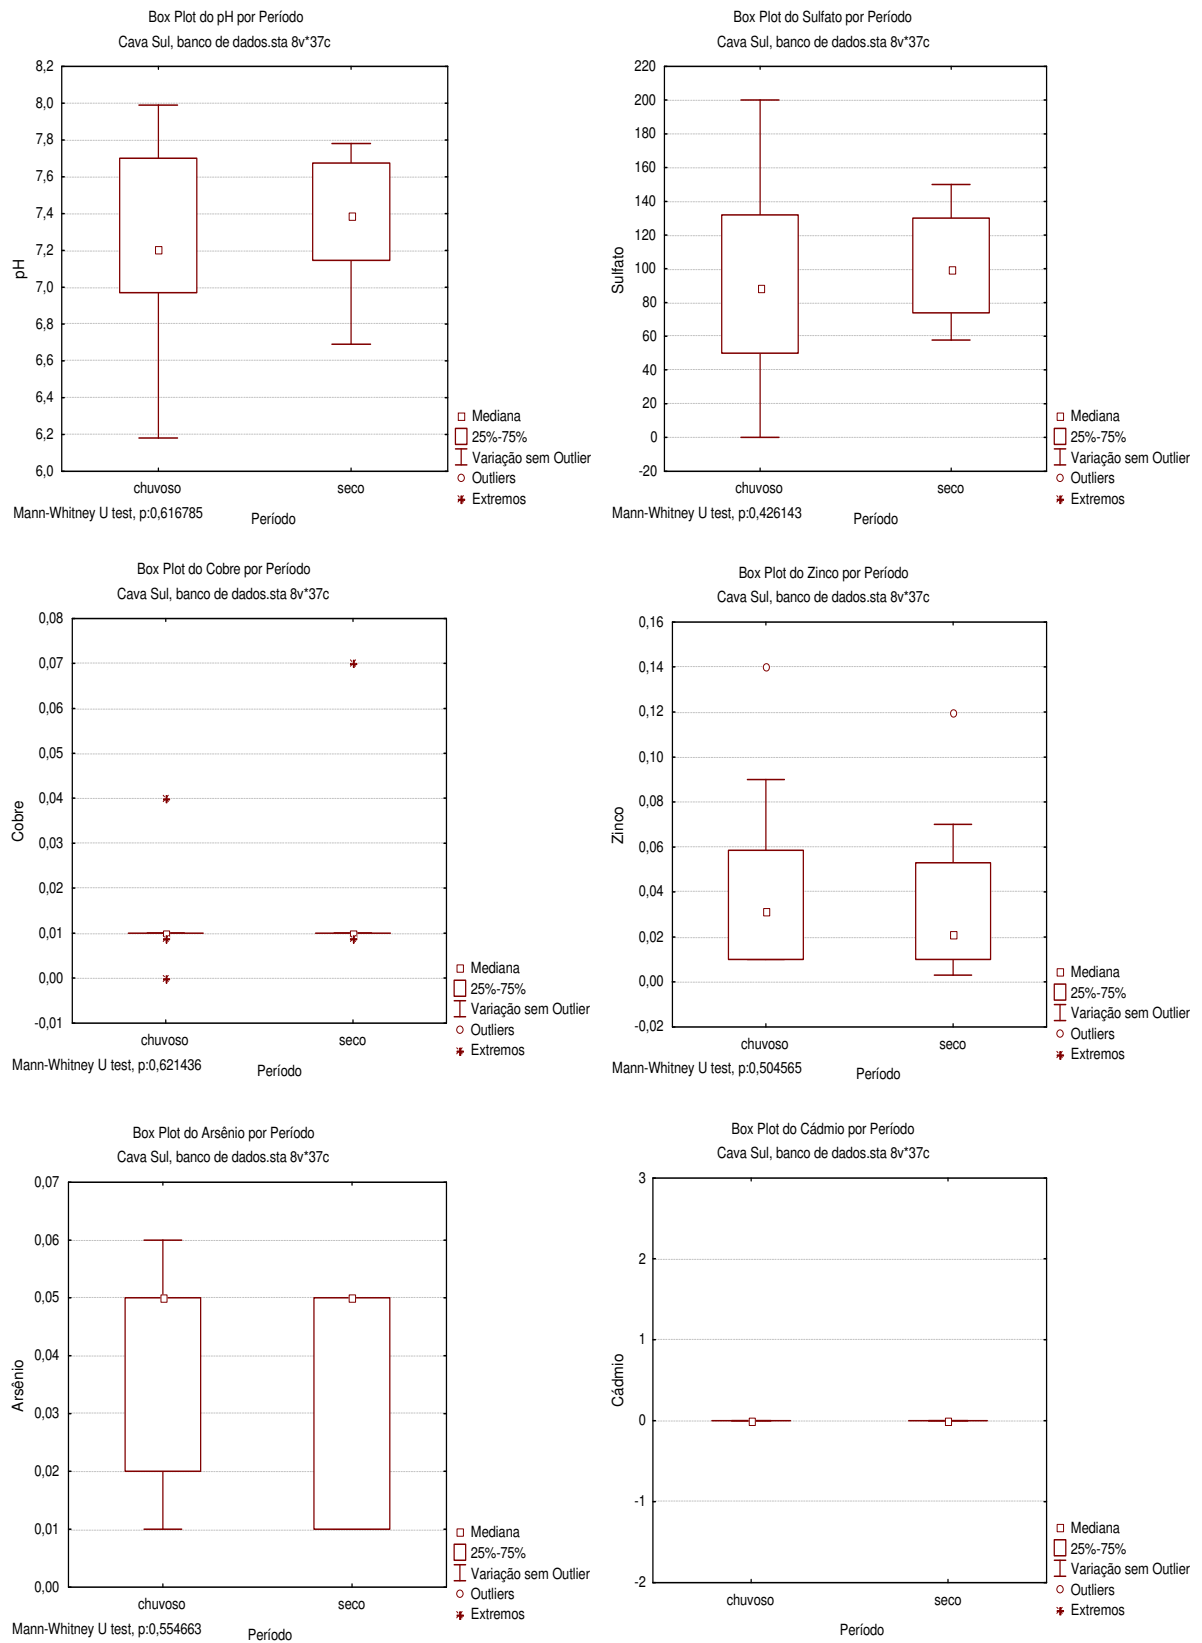 Box Plot do pH por Período
Cava Sul, banco de dados.sta 8v*37c
8,2
8,0
7,8
7,6
7,4
7,2
7,0
6,8
6,6
6,4
6,2
6,0
pH
chuvoso
seco
Período
Mann-Whitney U test, p:0,616785
Mediana
25%-75%
Variação sem Outlier
Outliers
Extremos
Box Plot do Sulfato por Período
Cava Sul, banco de dados.sta 8v*37c
220
200
180
160
140
120
100
80
60
40
20
0
-20
Sulfato
chuvoso
seco
Período
Mann-Whitney U test, p:0,426143
Mediana
25%-75%
Variação sem Outlier
Outliers
Extremos
Box Plot do Cobre por Período
Cava Sul, banco de dados.sta 8v*37c
0,08
0,07
0,06
0,05
0,04
0,03
0,02
0,01
0,00
-0,01
Cobre
chuvoso
seco
Período
Mann-Whitney U test, p:0,621436
Mediana
25%-75%
Variação sem Outlier
Outliers
Extremos
Box Plot do Zinco por Período
Cava Sul, banco de dados.sta 8v*37c
0,16
0,14
0,12
0,10
0,08
0,06
0,04
0,02
0,00
-0,02
Zinco
chuvoso
seco
Período
Mann-Whitney U test, p:0,504565
Mediana
25%-75%
Variação sem Outlier
Outliers
Extremos
Box Plot do Arsênio por Período
Cava Sul, banco de dados.sta 8v*37c
0,07
0,06
0,05
0,04
0,03
0,02
0,01
0,00
Arsênio
chuvoso
seco
Período
Mann-Whitney U test, p:0,554663
Mediana
25%-75%
Variação sem Outlier
Outliers
Extremos
Box Plot do Cádmio por Período
Cava Sul, banco de dados.sta 8v*37c
3
2
1
0
-1
-2
Cádmio
chuvoso
seco
Período
Mediana
25%-75%
Variação sem Outlier
Outliers
Extremos